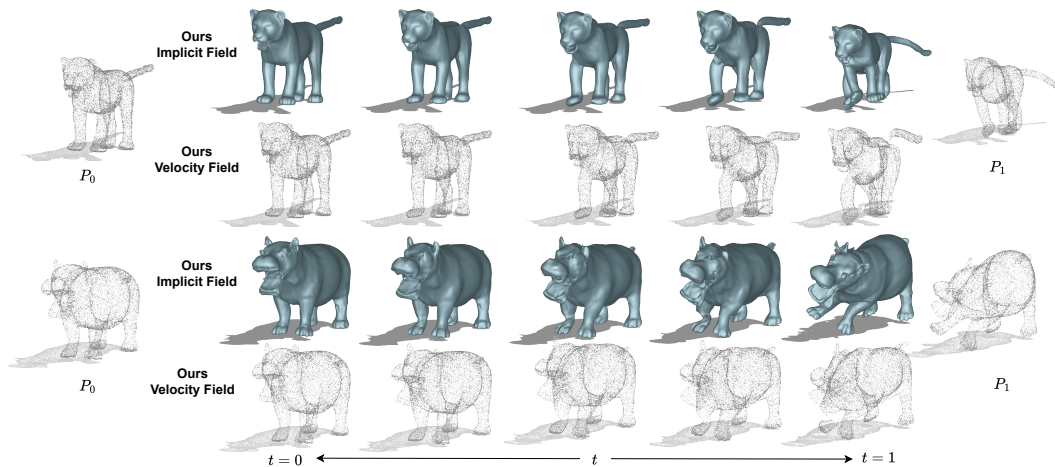 Ours
Implicit Field
P₀
Ours
Velocity Field
P₁
Ours
Implicit Field
P₀
Ours
Velocity Field
P₁
t = 0
t
t = 1